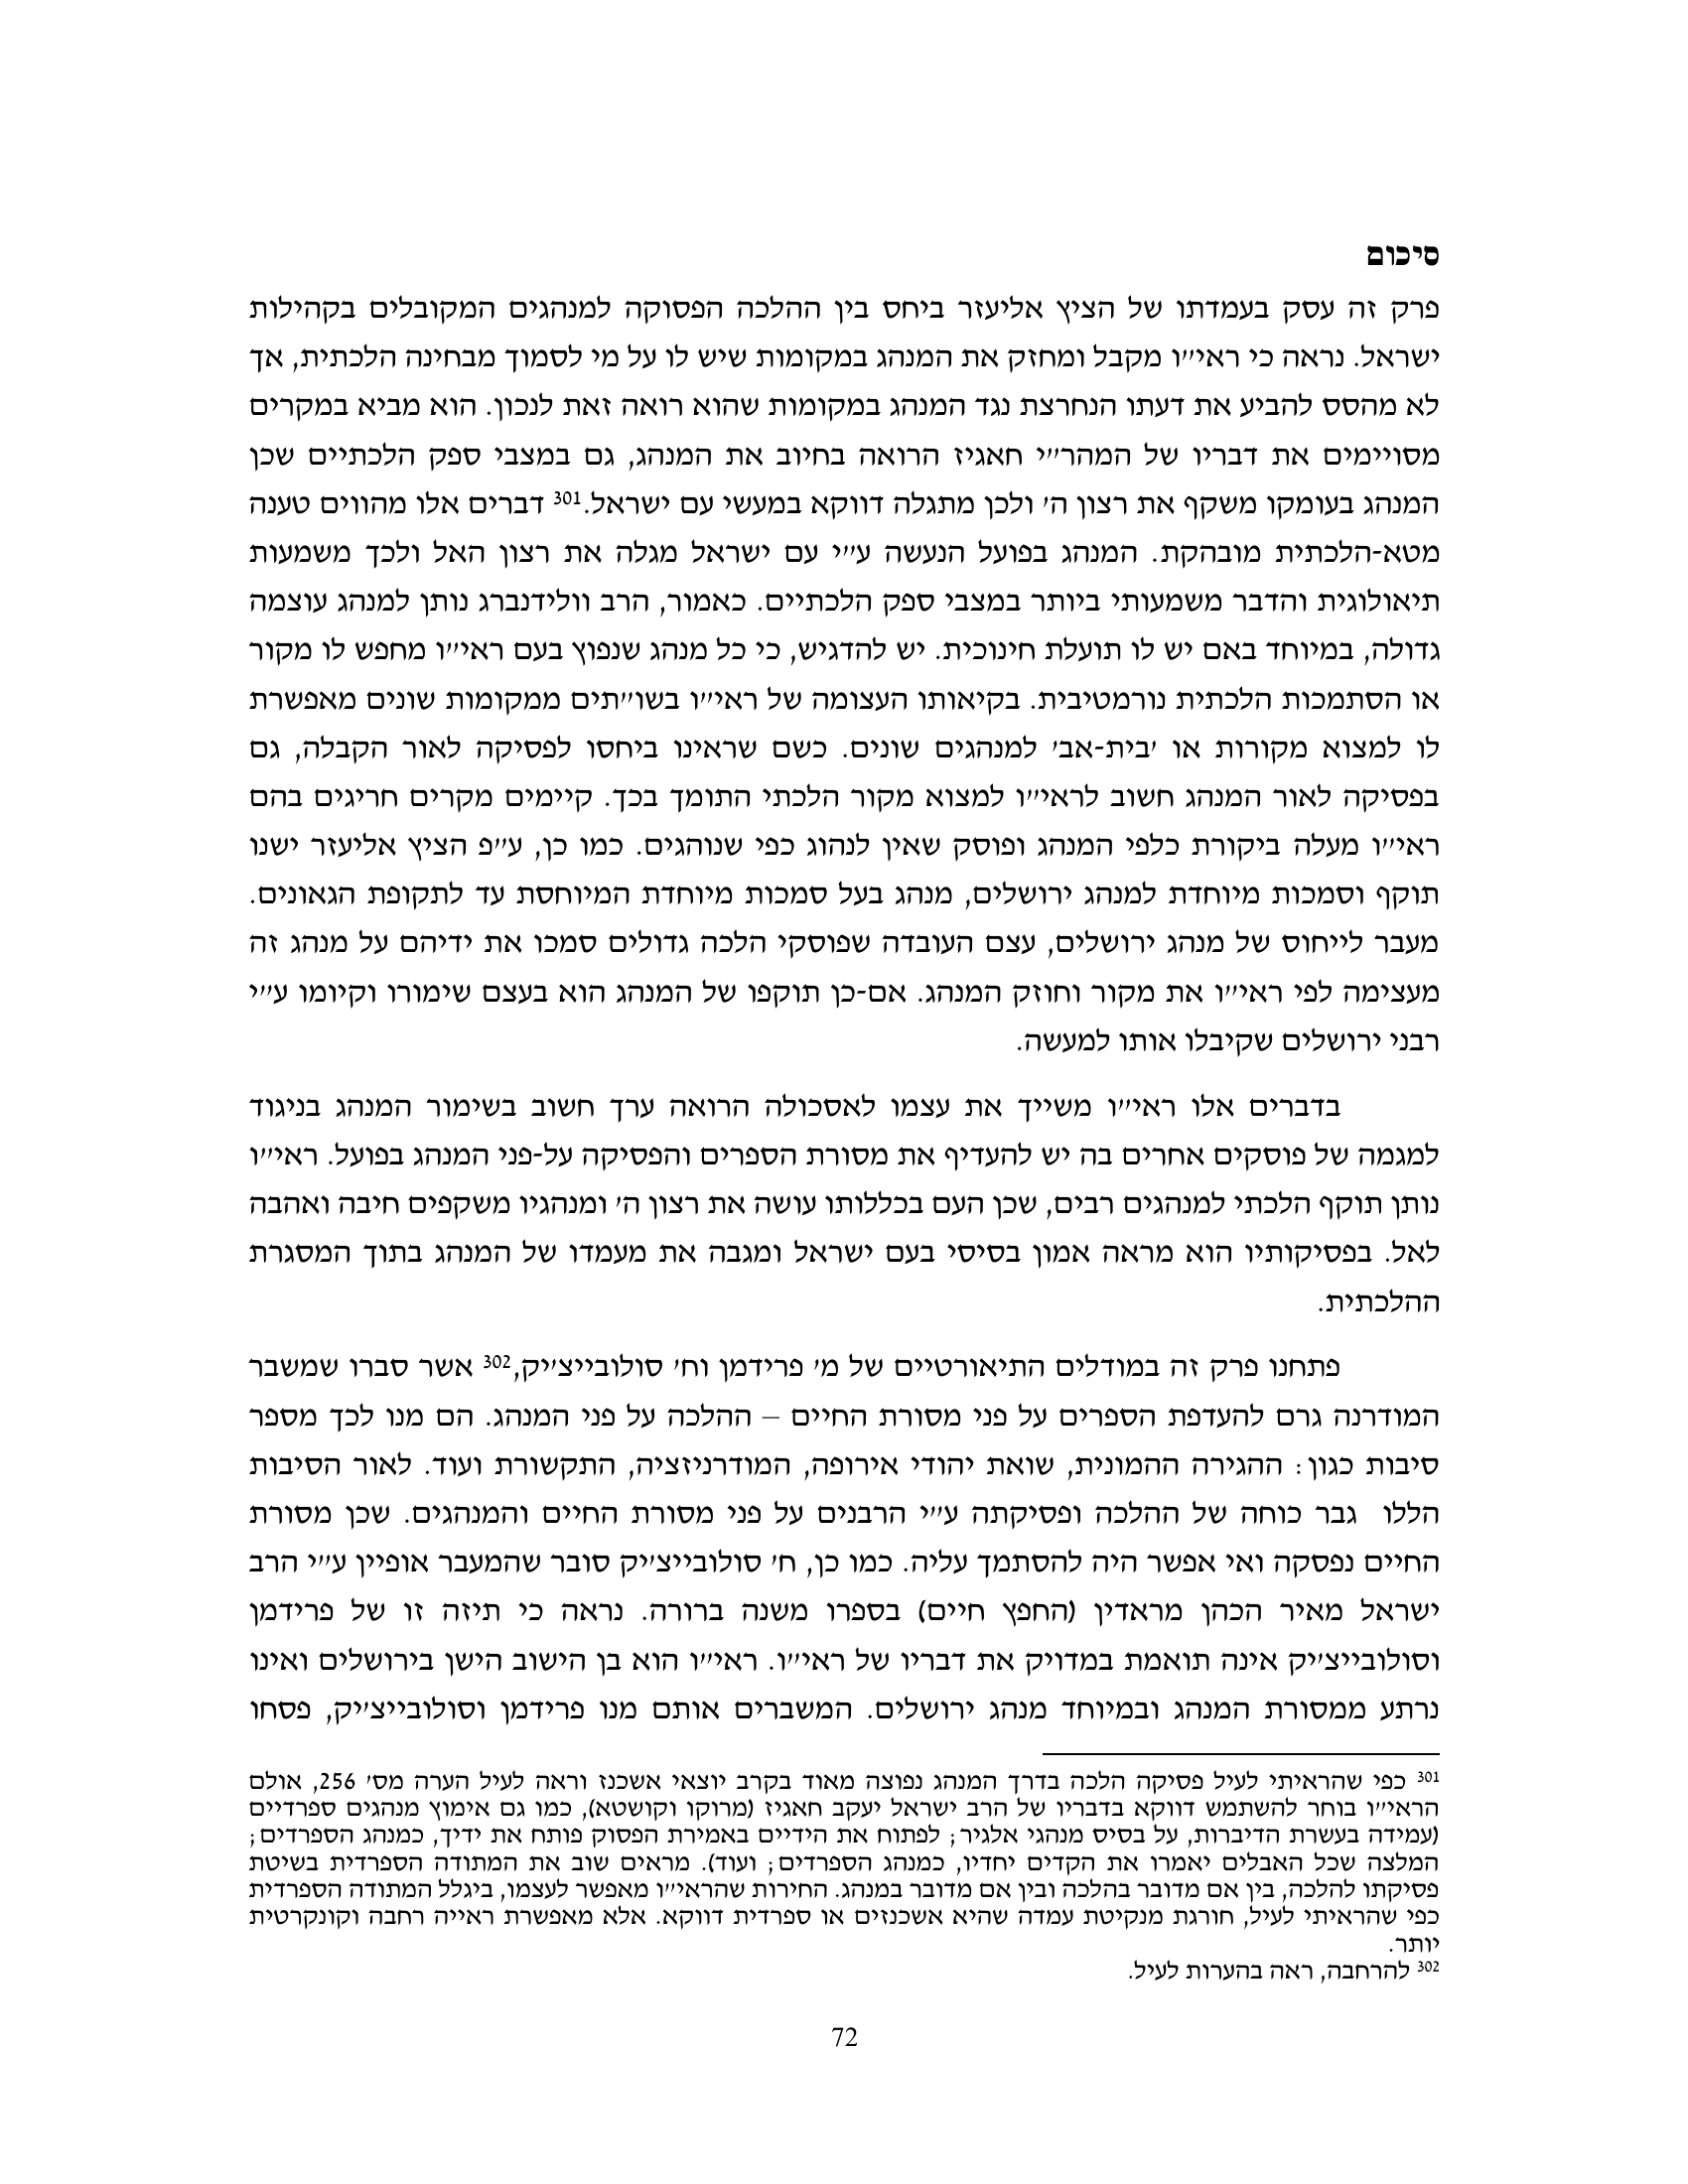 סיכום
פרק זה עסק בעמדתו של הציץ אליעזר ביחס בין ההלכה הפסוקה למנהגים המקובלים בקהילות
ישראל. נראה כי ראי"ו מקבל ומחזק את המנהג במקומות שיש לו על מי לסמוך מבחינה הלכתית, אך
לא מהסס להביע את דעתו הנחרצת נגד המנהג במקומות שהוא רואה זאת לנכון. הוא מביא במקרים
מסויימים את דבריו של המהר"י חאגיז הרואה בחיוב את המנהג, גם במצבי ספק הלכתיים שכן
המנהג בעומקו משקף את רצון ה' ולכן מתגלה דווקא במעשי עם ישראל.301 דברים אלו מהווים טענה
מטא-הלכתית מובהקת. המנהג בפועל הנעשה ע"י עם ישראל מגלה את רצון האל ולכך משמעות
תיאולוגית והדבר משמעותי ביותר במצבי ספק הלכתיים. כאמור, הרב וולידנברג נותן למנהג עוצמה
גדולה, במיוחד באם יש לו תועלת חינוכית. יש להדגיש, כי כל מנהג שנפוץ בעם ראי"ו מחפש לו מקור
או הסתמכות הלכתית נורמטיבית. בקיאותו העצומה של ראי"ו בשו"תים ממקומות שונים מאפשרת
לו למצוא מקורות או 'בית-אב' למנהגים שונים. כשם שראינו ביחסו לפסיקה לאור הקבלה, גם
בפסיקה לאור המנהג חשוב לראי"ו למצוא מקור הלכתי התומך בכך. קיימים מקרים חריגים בהם
ראי"ו מעלה ביקורת כלפי המנהג ופוסק שאין לנהוג כפי שנוהגים. כמו כן, ע"פ הציץ אליעזר ישנו
תוקף וסמכות מיוחדת למנהג ירושלים, מנהג בעל סמכות מיוחדת המיוחסת עד לתקופת הגאונים.
מעבר לייחוס של מנהג ירושלים, עצם העובדה שפוסקי הלכה גדולים סמכו את ידיהם על מנהג זה
מעצימה לפי ראי"ו את מקור וחוזק המנהג. אם-כן תוקפו של המנהג הוא בעצם שימורו וקיומו ע"י
רבני ירושלים שקיבלו אותו למעשה.
בדברים אלו ראי"ו משייך את עצמו לאסכולה הרואה ערך חשוב בשימור המנהג בניגוד
למגמה של פוסקים אחרים בה יש להעדיף את מסורת הספרים והפסיקה על-פני המנהג בפועל. ראי"ו
נותן תוקף הלכתי למנהגים רבים, שכן העם בכללותו עושה את רצון ה' ומנהגיו משקפים חיבה ואהבה
לאל. בפסיקותיו הוא מראה אמון בסיסי בעם ישראל ומגבה את מעמדו של המנהג בתוך המסגרת
ההלכתית.
פתחנו פרק זה במודלים התיאורטיים של מ' פרידמן וח' סולובייצ'יק,302 אשר סברו שמשבר
המודרנה גרם להעדפת הספרים על פני מסורת החיים – ההלכה על פני המנהג. הם מנו לכך מספר
סיבות כגון: ההגירה ההמונית, שואת יהודי אירופה, המודרניזציה, התקשורת ועוד. לאור הסיבות
הללו  גבר כוחה של ההלכה ופסיקתה ע"י הרבנים על פני מסורת החיים והמנהגים. שכן מסורת
החיים נפסקה ואי אפשר היה להסתמך עליה. כמו כן, ח' סולובייצ'יק סובר שהמעבר אופיין ע"י הרב
ישראל מאיר הכהן מראדין (החפץ חיים) בספרו משנה ברורה. נראה כי תיזה זו של פרידמן
וסולובייצ'יק אינה תואמת במדויק את דבריו של ראי"ו. ראי"ו הוא בן הישוב הישן בירושלים ואינו
נרתע ממסורת המנהג ובמיוחד מנהג ירושלים. המשברים אותם מנו פרידמן וסולובייצ'יק, פסחו
301 כפי שהראיתי לעיל פסיקה הלכה בדרך המנהג נפוצה מאוד בקרב יוצאי אשכנז וראה לעיל הערה מס' 256, אולם
הראי"ו בוחר להשתמש דווקא בדבריו של הרב ישראל יעקב חאגיז (מרוקו וקושטא), כמו גם אימוץ מנהגים ספרדיים
(עמידה בעשרת הדיברות, על בסיס מנהגי אלגיר; לפתוח את הידיים באמירת הפסוק פותח את ידיך, כמנהג הספרדים;
המלצה שכל האבלים יאמרו את הקדים יחדיו, כמנהג הספרדים; ועוד). מראים שוב את המתודה הספרדית בשיטת
פסיקתו להלכה, בין אם מדובר בהלכה ובין אם מדובר במנהג. החירות שהראי"ו מאפשר לעצמו, ביגלל המתודה הספרדית
כפי שהראיתי לעיל, חורגת מנקיטת עמדה שהיא אשכנזים או ספרדית דווקא. אלא מאפשרת ראייה רחבה וקונקרטית
יותר.
302 להרחבה, ראה בהערות לעיל.
72